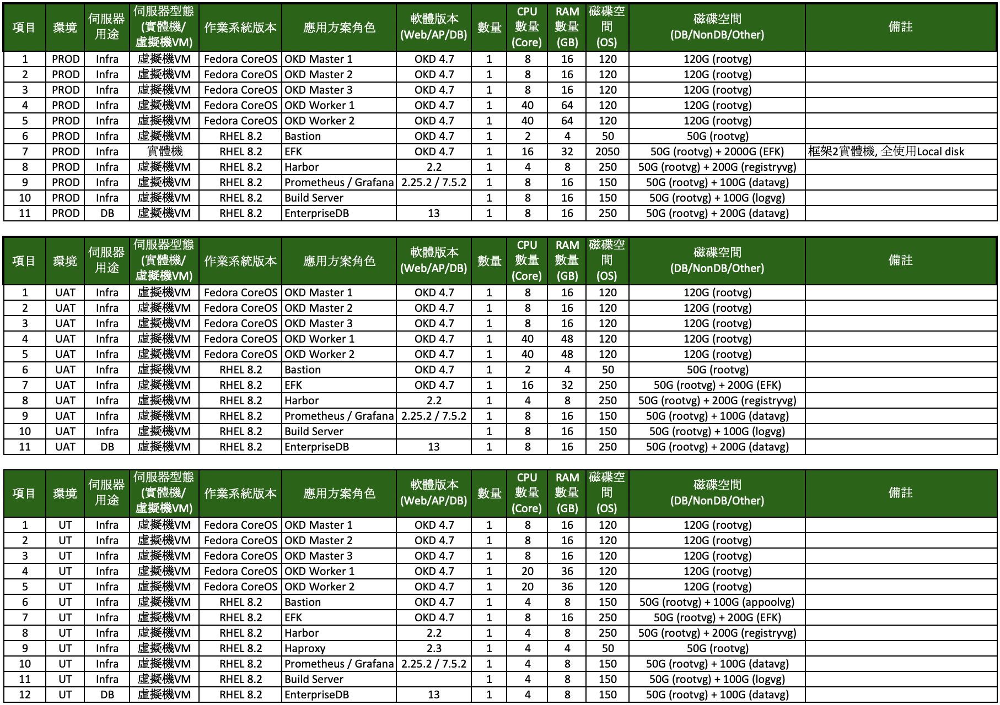 項目 環境 伺服器用途 伺服器型態(實體機/虛擬機VM) 作業系統版本 應用方案角色 軟體版本(Web/AP/DB) 數量 CPU數量(Core) RAM數量(GB) 磁碟空間(OS) 磁碟空間(DB/NonDB/Other) 備註
1 PROD Infra 虛擬機VM Fedora CoreOS OKD Master 1 OKD 4.7 1 8 16 120 120G (rootvg)
2 PROD Infra 虛擬機VM Fedora CoreOS OKD Master 2 OKD 4.7 1 8 16 120 120G (rootvg)
3 PROD Infra 虛擬機VM Fedora CoreOS OKD Master 3 OKD 4.7 1 8 16 120 120G (rootvg)
4 PROD Infra 虛擬機VM Fedora CoreOS OKD Worker 1 OKD 4.7 1 40 64 120 120G (rootvg)
5 PROD Infra 虛擬機VM Fedora CoreOS OKD Worker 2 OKD 4.7 1 40 64 120 120G (rootvg)
6 PROD Infra 虛擬機VM RHEL 8.2 Bastion OKD 4.7 1 2 4 50 50G (rootvg)
7 PROD Infra 實體機 RHEL 8.2 EFK OKD 4.7 1 16 32 2050 50G (rootvg) + 2000G (EFK) 框架2實體機, 全使用Local disk
8 PROD Infra 虛擬機VM RHEL 8.2 Harbor 2.2 1 4 8 250 50G (rootvg) + 200G (registryvg)
9 PROD Infra 虛擬機VM RHEL 8.2 Prometheus / Grafana 2.25.2 / 7.5.2 1 8 16 150 50G (rootvg) + 100G (datavg)
10 PROD Infra 虛擬機VM RHEL 8.2 Build Server 1 8 16 150 50G (rootvg) + 100G (logvg)
11 PROD DB 虛擬機VM RHEL 8.2 EnterpriseDB 13 1 8 16 250 50G (rootvg) + 200G (datavg)
項目 環境 伺服器用途 伺服器型態(實體機/虛擬機VM) 作業系統版本 應用方案角色 軟體版本(Web/AP/DB) 數量 CPU數量(Core) RAM數量(GB) 磁碟空間(OS) 磁碟空間(DB/NonDB/Other) 備註
1 UAT Infra 虛擬機VM Fedora CoreOS OKD Master 1 OKD 4.7 1 8 16 120 120G (rootvg)
2 UAT Infra 虛擬機VM Fedora CoreOS OKD Master 2 OKD 4.7 1 8 16 120 120G (rootvg)
3 UAT Infra 虛擬機VM Fedora CoreOS OKD Master 3 OKD 4.7 1 8 16 120 120G (rootvg)
4 UAT Infra 虛擬機VM Fedora CoreOS OKD Worker 1 OKD 4.7 1 40 48 120 120G (rootvg)
5 UAT Infra 虛擬機VM Fedora CoreOS OKD Worker 2 OKD 4.7 1 40 48 120 120G (rootvg)
6 UAT Infra 虛擬機VM RHEL 8.2 Bastion OKD 4.7 1 2 4 50 50G (rootvg)
7 UAT Infra 虛擬機VM RHEL 8.2 EFK OKD 4.7 1 16 32 250 50G (rootvg) + 200G (EFK)
8 UAT Infra 虛擬機VM RHEL 8.2 Harbor 2.2 1 4 8 250 50G (rootvg) + 200G (registryvg)
9 UAT Infra 虛擬機VM RHEL 8.2 Prometheus / Grafana 2.25.2 / 7.5.2 1 8 16 150 50G (rootvg) + 100G (datavg)
10 UAT Infra 虛擬機VM RHEL 8.2 Build Server 1 8 16 150 50G (rootvg) + 100G (logvg)
11 UAT DB 虛擬機VM RHEL 8.2 EnterpriseDB 13 1 8 16 250 50G (rootvg) + 200G (datavg)
項目 環境 伺服器用途 伺服器型態(實體機/虛擬機VM) 作業系統版本 應用方案角色 軟體版本(Web/AP/DB) 數量 CPU數量(Core) RAM數量(GB) 磁碟空間(OS) 磁碟空間(DB/NonDB/Other) 備註
1 UT Infra 虛擬機VM Fedora CoreOS OKD Master 1 OKD 4.7 1 8 16 120 120G (rootvg)
2 UT Infra 虛擬機VM Fedora CoreOS OKD Master 2 OKD 4.7 1 8 16 120 120G (rootvg)
3 UT Infra 虛擬機VM Fedora CoreOS OKD Master 3 OKD 4.7 1 8 16 120 120G (rootvg)
4 UT Infra 虛擬機VM Fedora CoreOS OKD Worker 1 OKD 4.7 1 20 36 120 120G (rootvg)
5 UT Infra 虛擬機VM Fedora CoreOS OKD Worker 2 OKD 4.7 1 20 36 120 120G (rootvg)
6 UT Infra 虛擬機VM RHEL 8.2 Bastion OKD 4.7 1 4 8 150 50G (rootvg) + 100G (appoolvg)
7 UT Infra 虛擬機VM RHEL 8.2 EFK OKD 4.7 1 8 16 250 50G (rootvg) + 200G (EFK)
8 UT Infra 虛擬機VM RHEL 8.2 Harbor 2.2 1 4 8 250 50G (rootvg) + 200G (registryvg)
9 UT Infra 虛擬機VM RHEL 8.2 Haproxy 2.3 1 4 4 50 50G (rootvg)
10 UT Infra 虛擬機VM RHEL 8.2 Prometheus / Grafana 2.25.2 / 7.5.2 1 4 8 150 50G (rootvg) + 100G (datavg)
11 UT Infra 虛擬機VM RHEL 8.2 Build Server 1 4 8 150 50G (rootvg) + 100G (logvg)
12 UT DB 虛擬機VM RHEL 8.2 EnterpriseDB 13 1 4 8 150 50G (rootvg) + 100G (datavg)